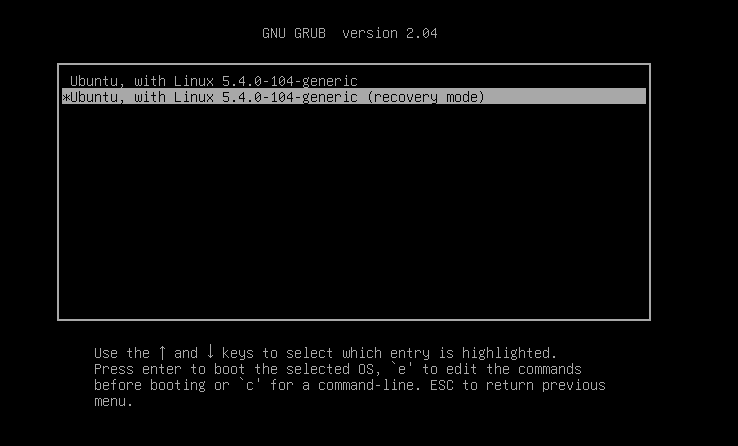 GNU GRUB  version 2.04
Ubuntu, with Linux 5.4.0-104-generic
*Ubuntu, with Linux 5.4.0-104-generic (recovery mode)
Use the ↑ and ↓ keys to select which entry is highlighted.
Press enter to boot the selected OS, `e' to edit the commands
before booting or `c' for a command-line. ESC to return previous
menu.